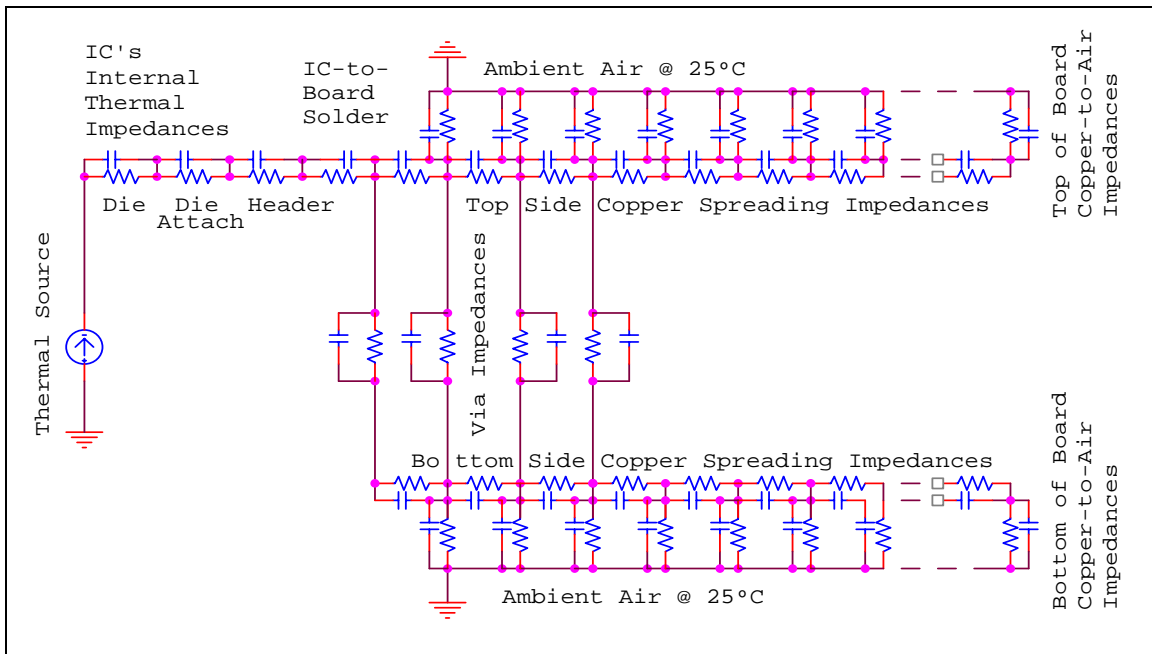 IC's
Internal
Thermal
Impedances
IC-to-
Board
Solder
Ambient Air @ 25ºC
Top of Board
Copper-to-Air
Impedances
Die
Die
Attach
Header
Top Side Copper Spreading Impedances
Thermal Source
Via Impedances
Bo ttom Side Copper Spreading Impedances
Ambient Air @ 25ºC
Bottom of Board
Copper-to-Air
Impedances